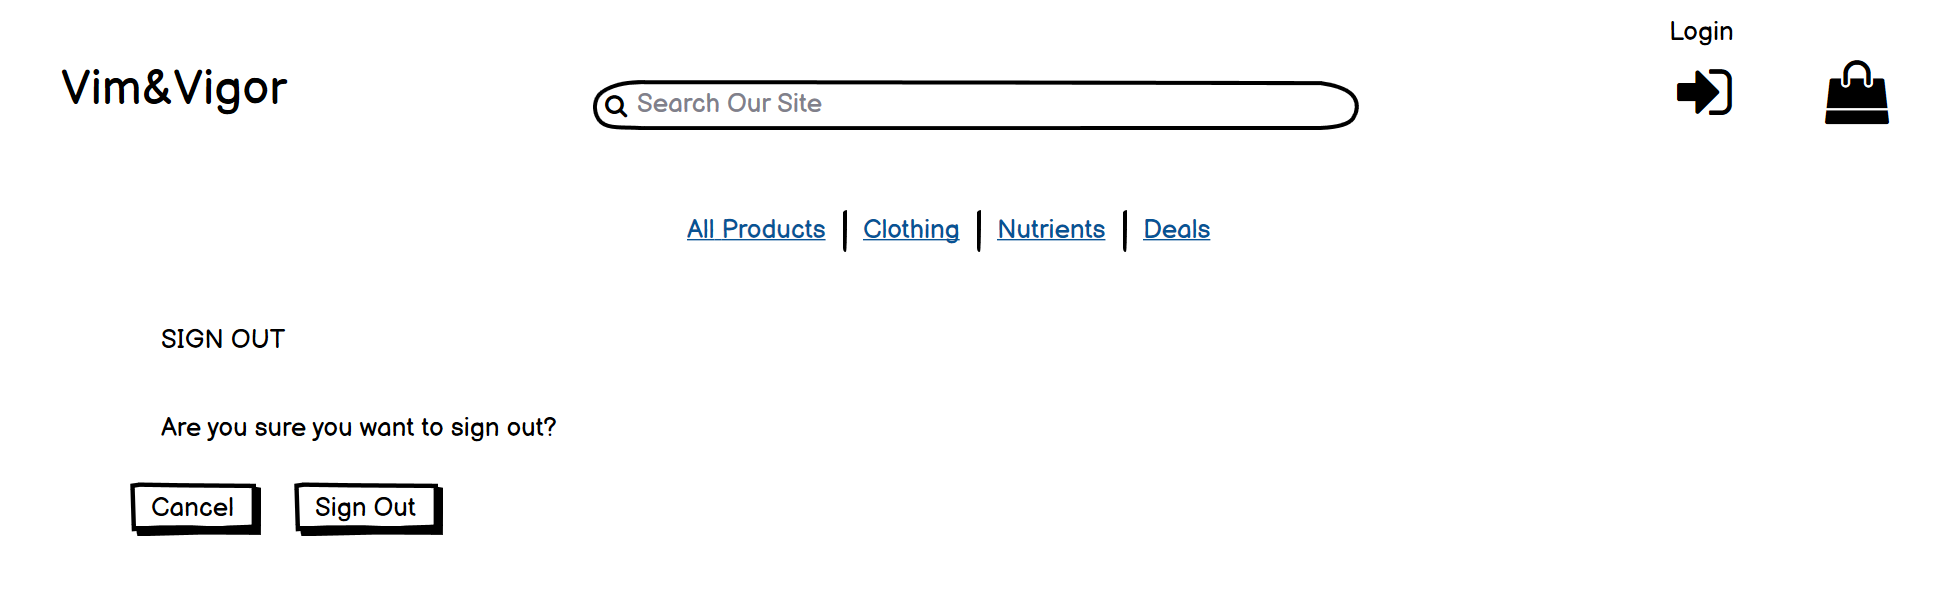 Login
Vim&Vigor
Search Our Site
All Products Clothing Nutrients Deals
SIGN OUT
Are you sure you want to sign out?
Cancel Sign Out